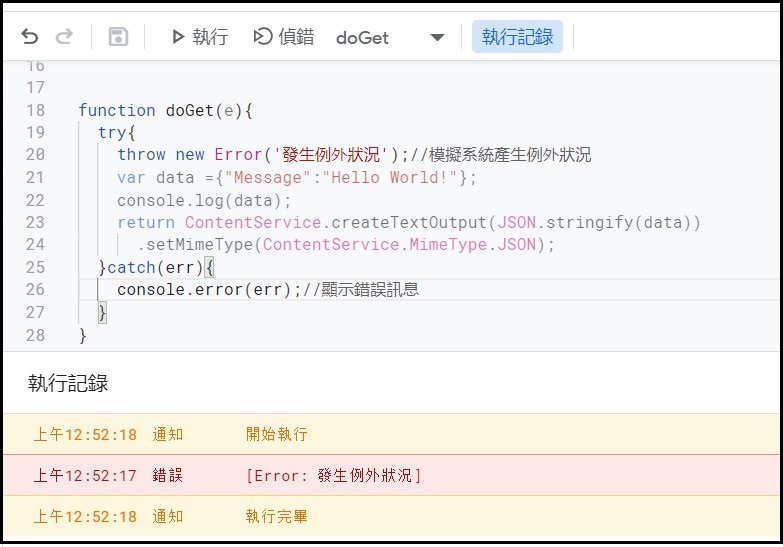 執行 偵錯 doGet 執行記錄
16
17
18 function doGet(e){
19 try{
20 throw new Error('發生例外狀況');//模擬系統產生例外狀況
21 var data ={"Message":"Hello World!"};
22 console.log(data);
23 return ContentService.createTextOutput(JSON.stringify(data))
24 .setMimeType(ContentService.MimeType.JSON);
25 }catch(err){
26 console.error(err);//顯示錯誤訊息
27 }
28 }
執行記錄
上午12:52:18 通知 開始執行
上午12:52:17 錯誤 [Error: 發生例外狀況]
上午12:52:18 通知 執行完畢